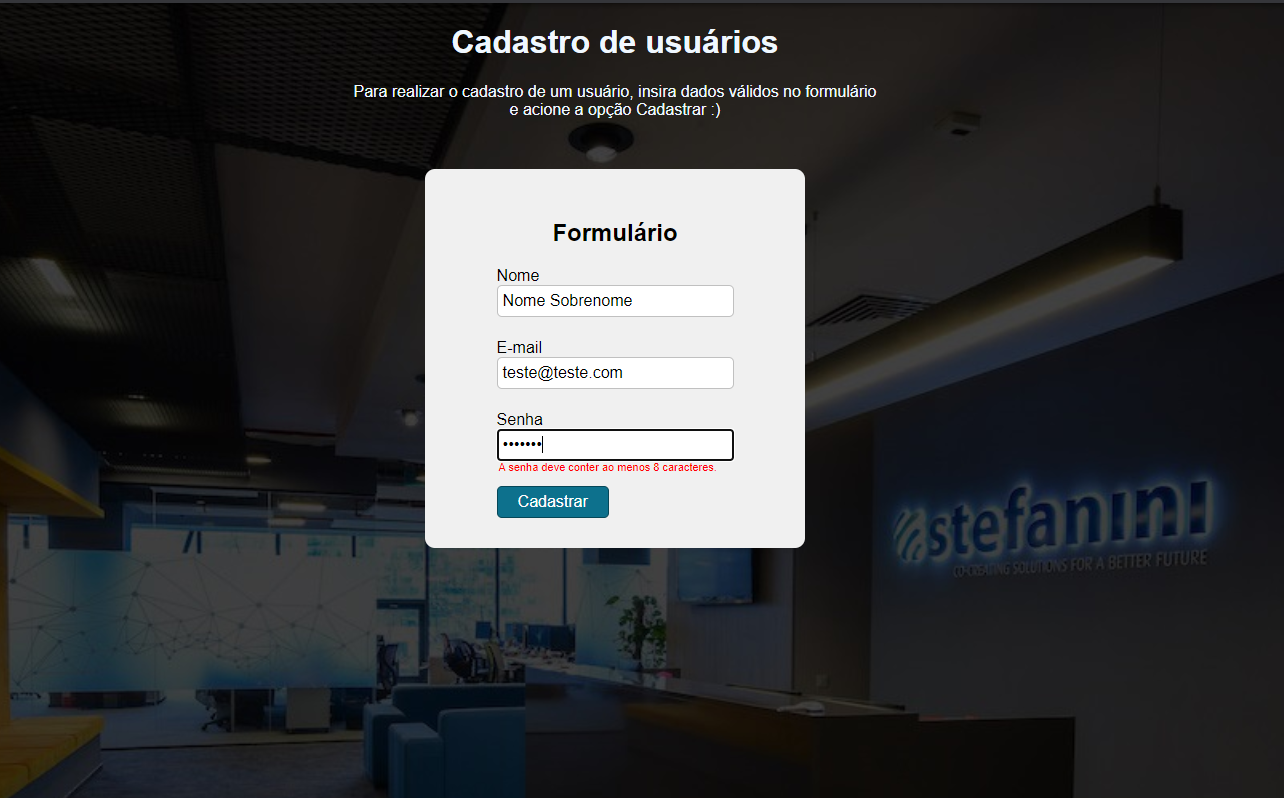 Cadastro de usuários
Para realizar o cadastro de um usuário, insira dados válidos no formulário
e acione a opção Cadastrar :)
Formulário
Nome
Nome Sobrenome
E-mail
teste@teste.com
Senha
•••••••
A senha deve conter ao menos 8 caracteres.
Cadastrar
stefanini
CO-CREATING SOLUTIONS FOR A BETTER FUTURE